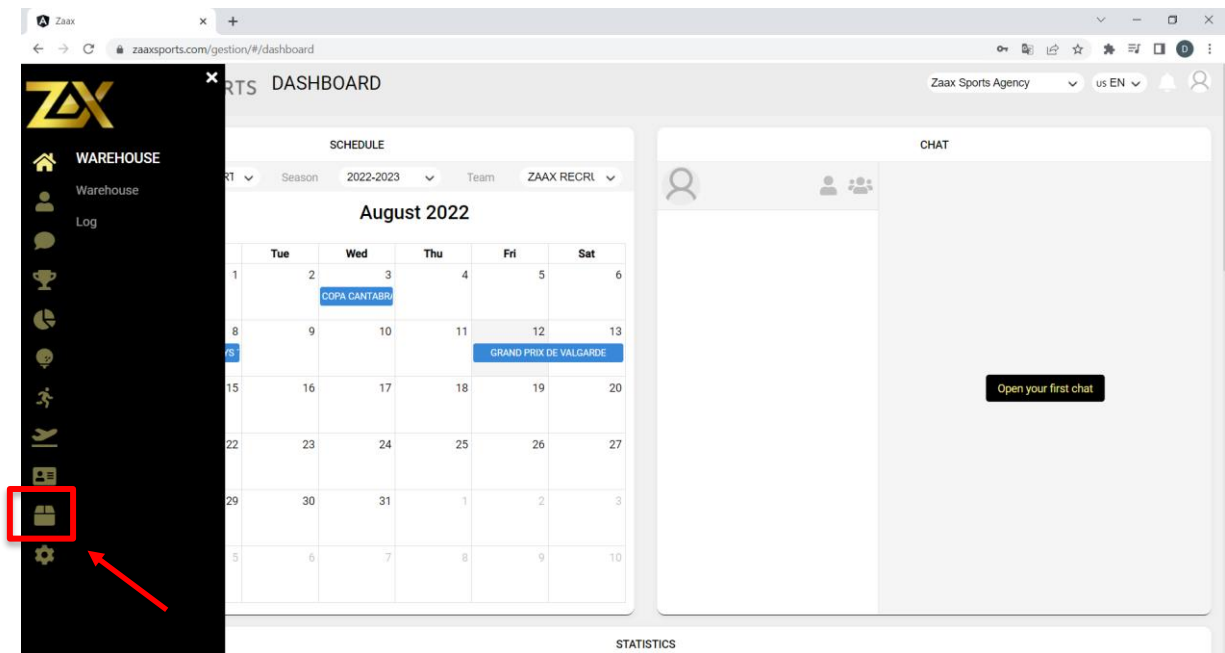 Zaax
zaaxsports.com/gestion/#/dashboard
D
ZAX
RTS DASHBOARD
Zaax Sports Agency
us EN
WAREHOUSE
Warehouse
Log
SCHEDULE
RT Season 2022-2023 Team ZAAX RECRU
August 2022
Tue Wed Thu Fri Sat
1 2 3 4 5 6
COPA CANTABRA
8 9 10 11 12 13
YS GRAND PRIX DE VALGARDE
15 16 17 18 19 20
22 23 24 25 26 27
29 30 31 1 2 3
5 6 7 8 9 10
CHAT
Open your first chat
STATISTICS